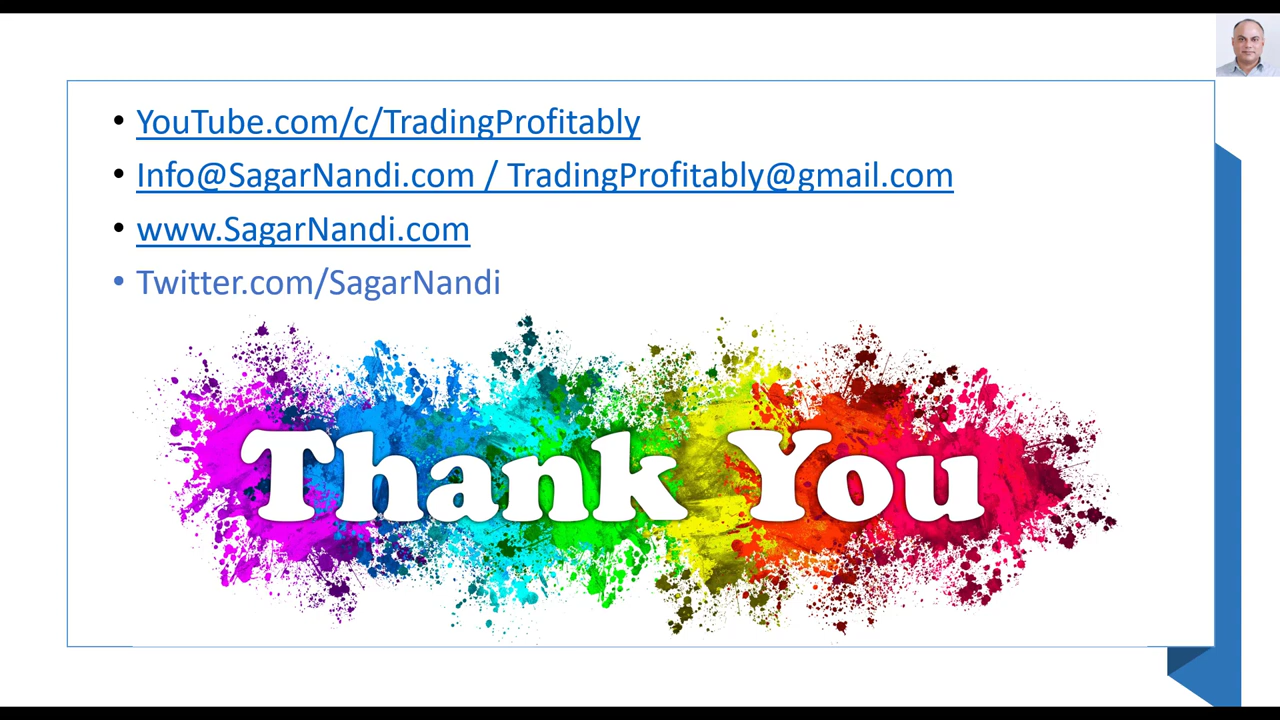 • YouTube.com/c/TradingProfitably
• Info@SagarNandi.com / TradingProfitably@gmail.com
• www.SagarNandi.com
• Twitter.com/SagarNandi
Thank You